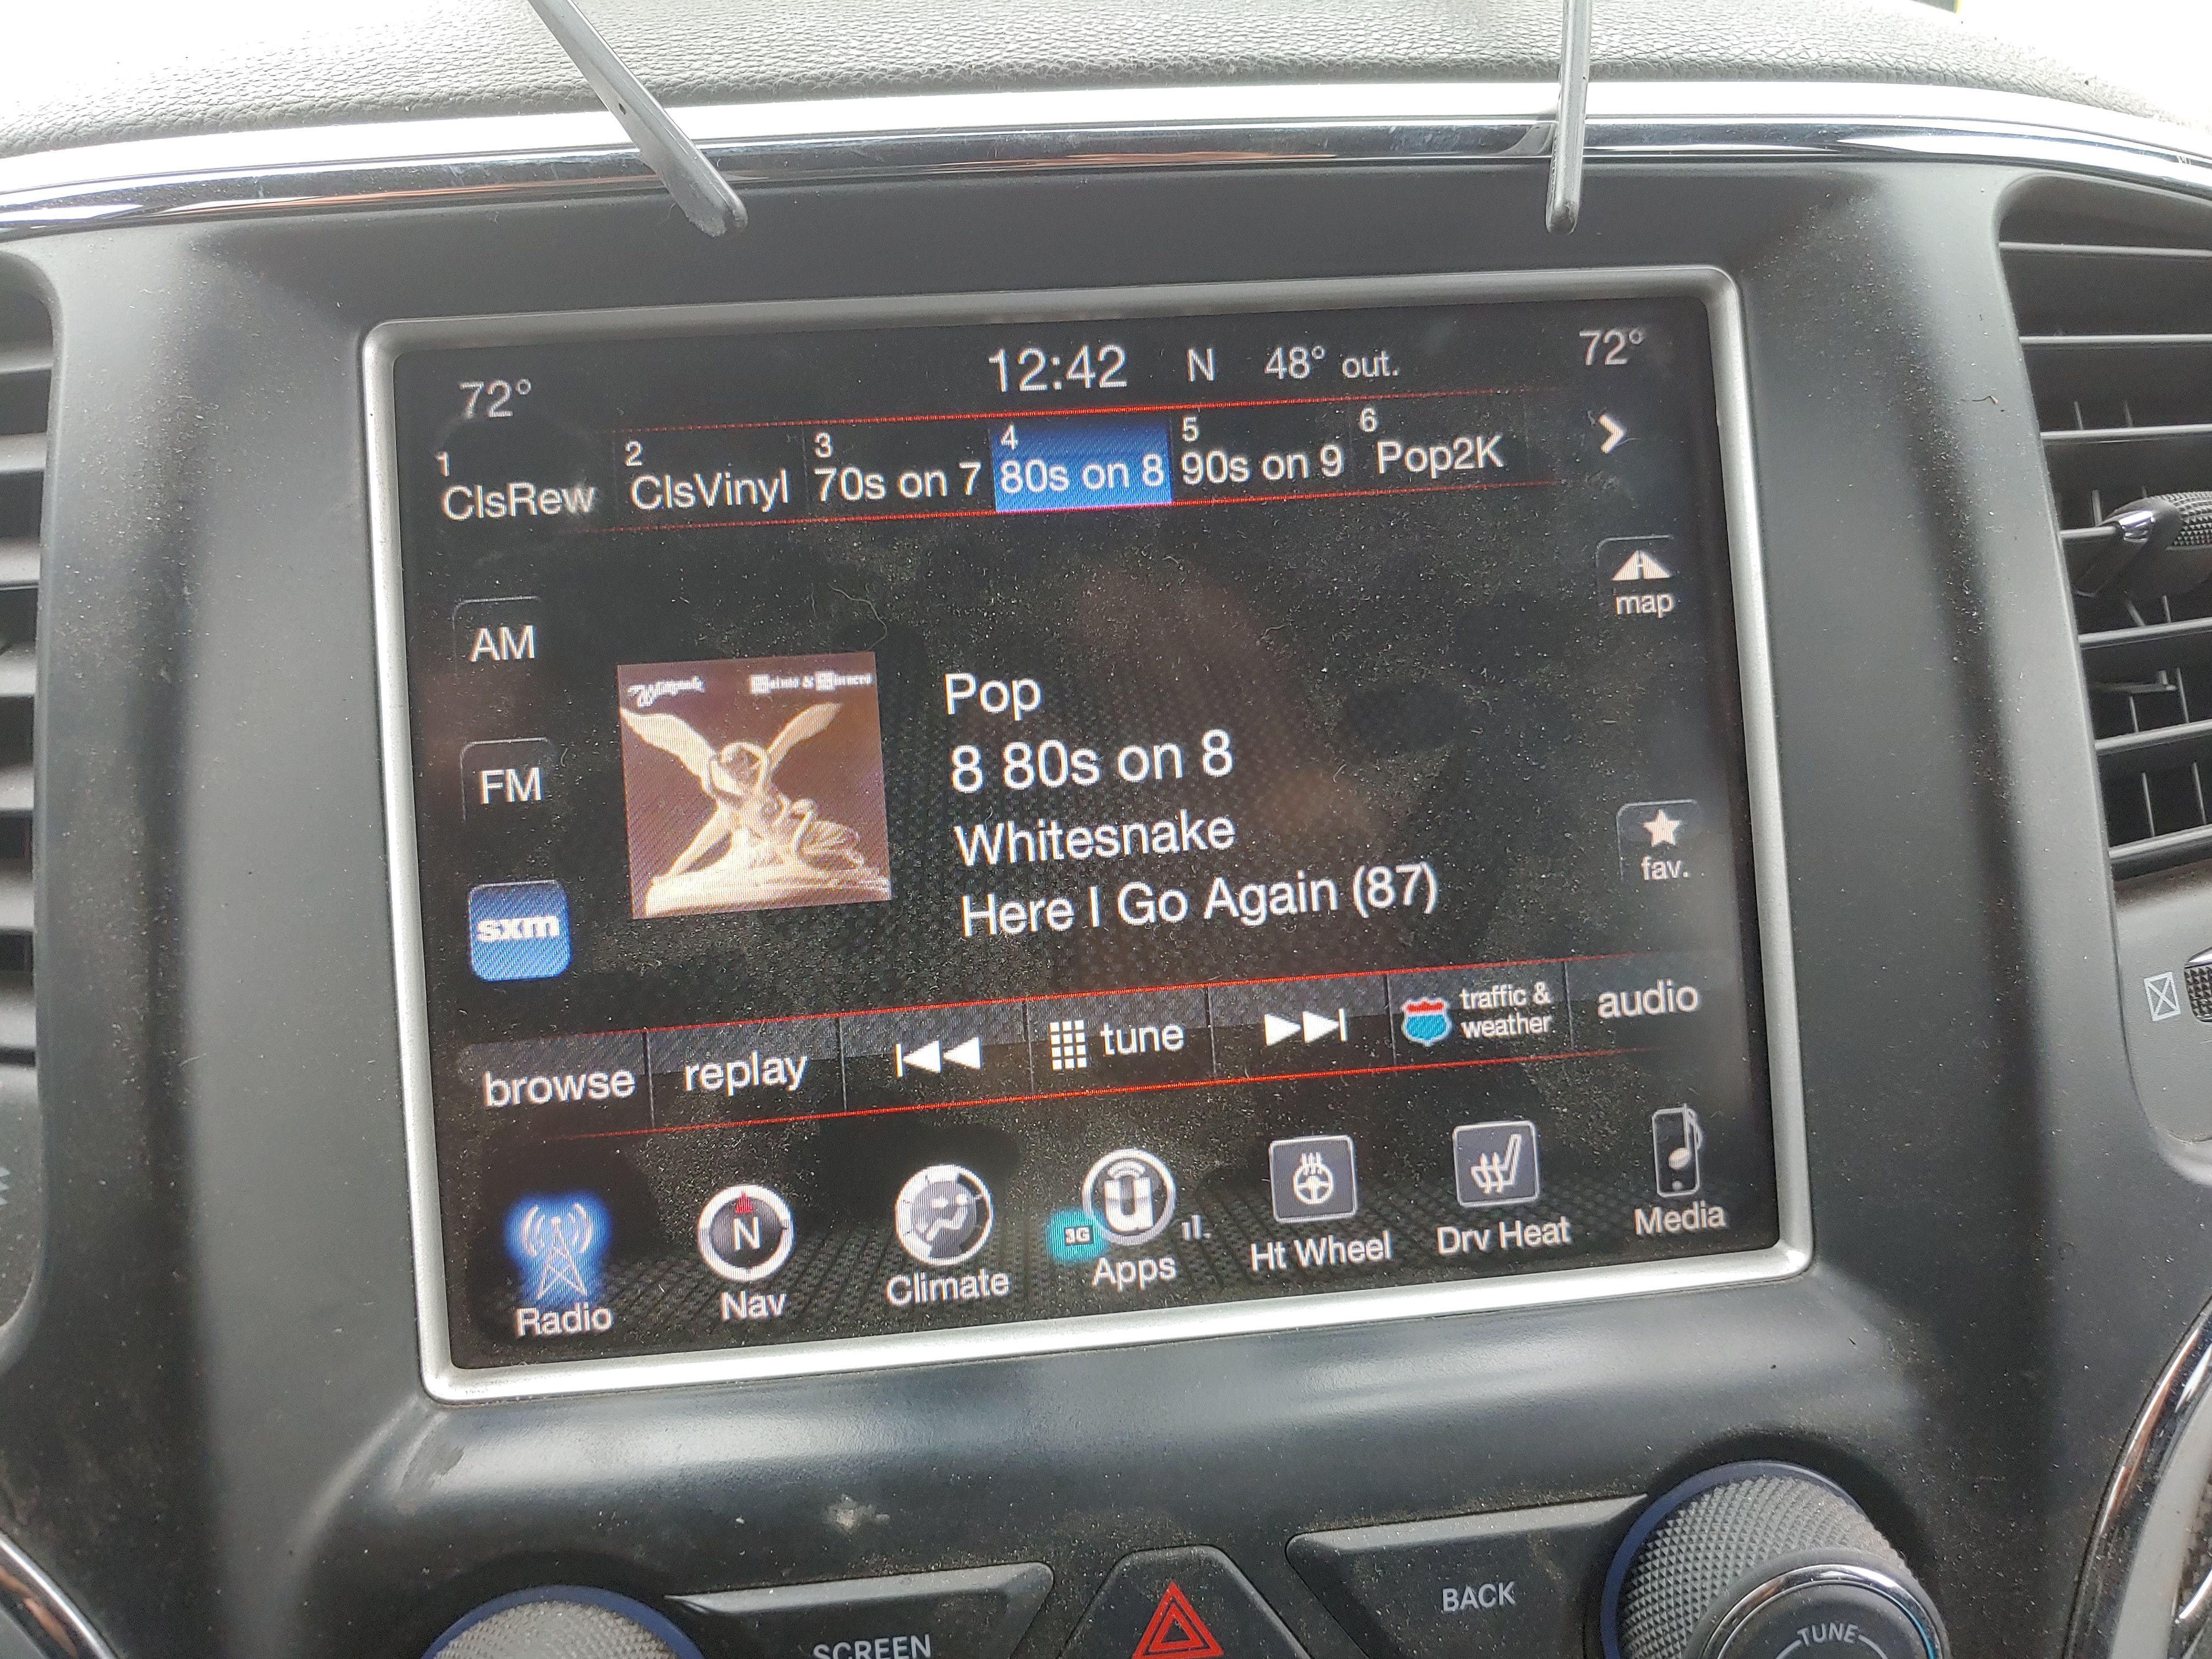 72° 12:42 N 48° out. 72°
1 2 3 4 5 6
ClsRew ClsVinyl 70s on 7 80s on 8 90s on 9 Pop2K
map
AM
Whitesnake Saints & Sinners
Pop
FM
8 80s on 8
Whitesnake
fav.
Here I Go Again (87)
sxm
browse replay tune traffic & weather audio
N
3G
Radio Nav Climate Apps Ht Wheel Drv Heat Media
SCREEN BACK
TUNE